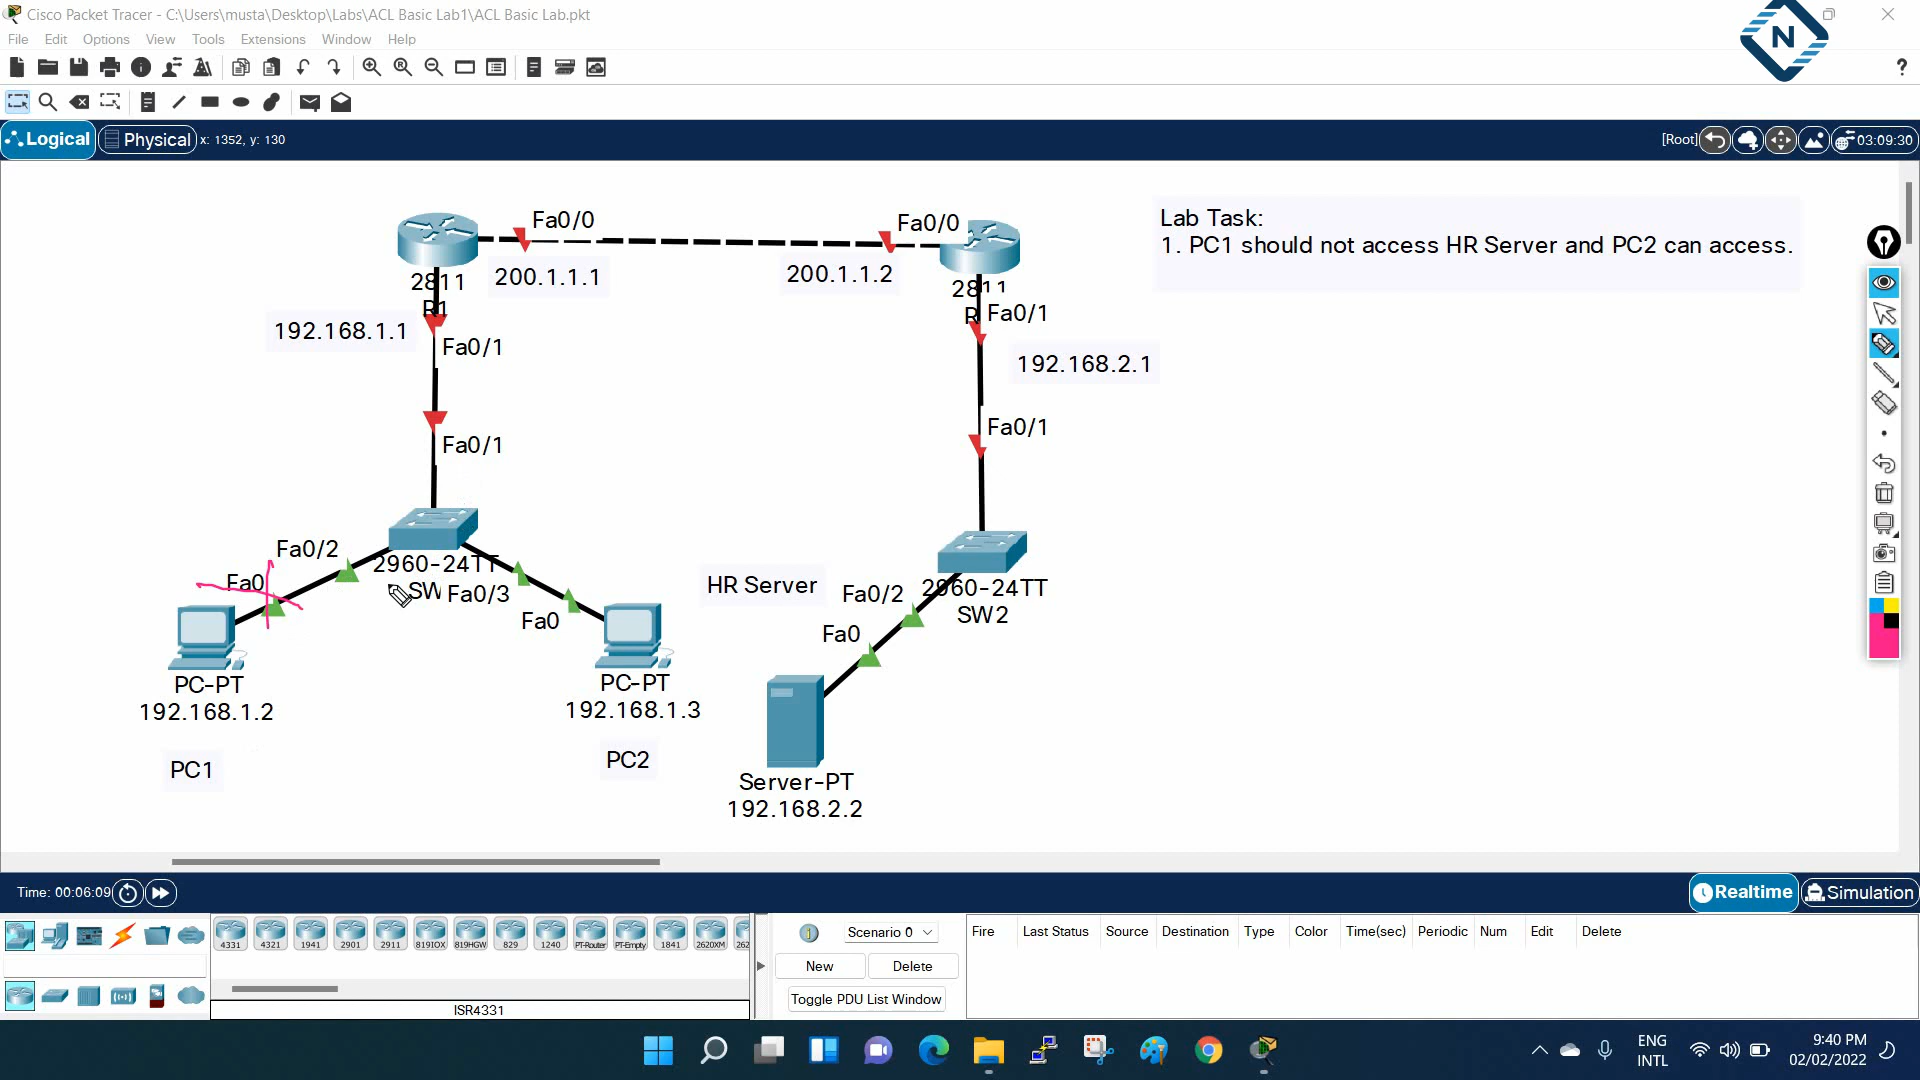 Cisco Packet Tracer - C:\Users\musta\Desktop\Labs\ACL Basic Lab1\ACL Basic Lab.pkt
N
File Edit Options View Tools Extensions Window Help
?
Logical Physical x: 1352, y: 130 [Root] 03:09:30
Fa0/0 Fa0/0
200.1.1.1 200.1.1.2
Lab Task:
1. PC1 should not access HR Server and PC2 can access.
2811
R1
192.168.1.1
Fa0/1
2811
R
Fa0/1
192.168.2.1
Fa0/1
Fa0/1
Fa0/2
Fa0
2960-24TT
SW
Fa0/3
Fa0
HR Server
Fa0/2
Fa0
2960-24TT
SW2
PC-PT
192.168.1.2
PC1
PC-PT
192.168.1.3
PC2
Server-PT
192.168.2.2
Time: 00:06:09 Realtime Simulation
4331 4321 1941 2901 2911 819IOX 819HGW 829 1240 PT-Router PT-Empty 1841 2620XM 262
ISR4331
Scenario 0
New Delete
Toggle PDU List Window
Fire Last Status Source Destination Type Color Time(sec) Periodic Num Edit Delete
ENG
INTL
9:40 PM
02/02/2022